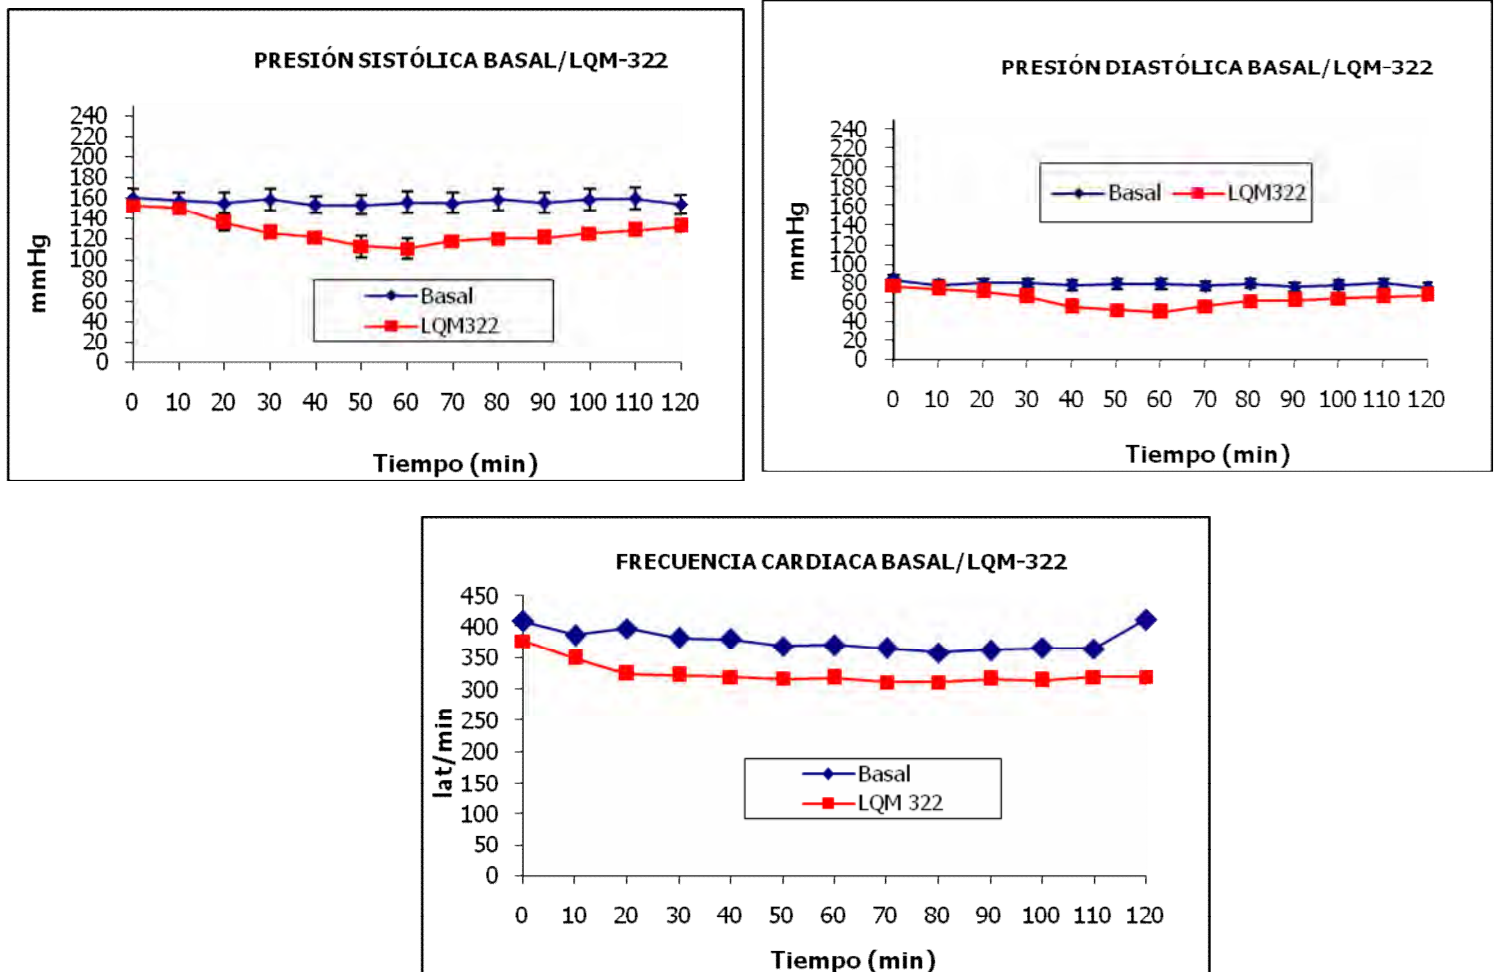 PRESIÓN SISTÓLICA BASAL/LQM-322
240
220
200
180
160
140
120
100
80
60
40
20
0
mmHg
Basal
LQM322
0 10 20 30 40 50 60 70 80 90 100 110 120
Tiempo (min)
PRESIÓN DIASTÓLICA BASAL/LQM-322
240
220
200
180
160
140
120
100
80
60
40
20
0
mmHg
Basal LQM322
0 10 20 30 40 50 60 70 80 90 100 110 120
Tiempo (min)
FRECUENCIA CARDIACA BASAL/LQM-322
450
400
350
300
250
200
150
100
50
0
lat/min
Basal
LQM 322
0 10 20 30 40 50 60 70 80 90 100 110 120
Tiempo (min)